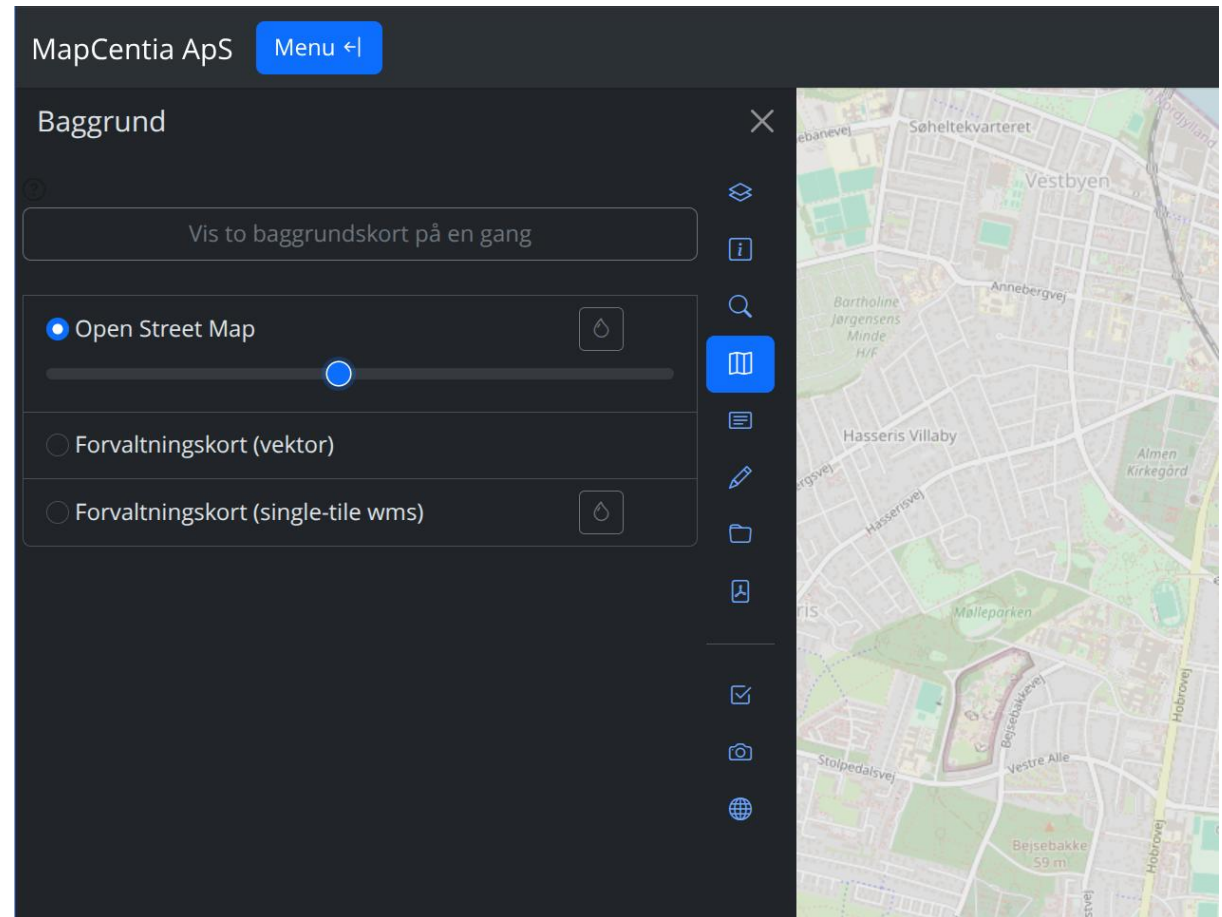 MapCentia ApS
Menu
Baggrund
Vis to baggrundskort på en gang
Open Street Map
Forvaltningskort (vektor)
Forvaltningskort (single-tile wms)
Søheltekvarteret
Vestbyen
Annebergvej
Bartholine
Jørgensens
Minde
H/F
Hasseris Villaby
Almen
Kirkegård
Hasserisvej
Mølleparken
Hobrovej
Bejsebakkevej
Stolpedalsvej
Vestre Alle
Bejsebakke
59 m
Hobrovej